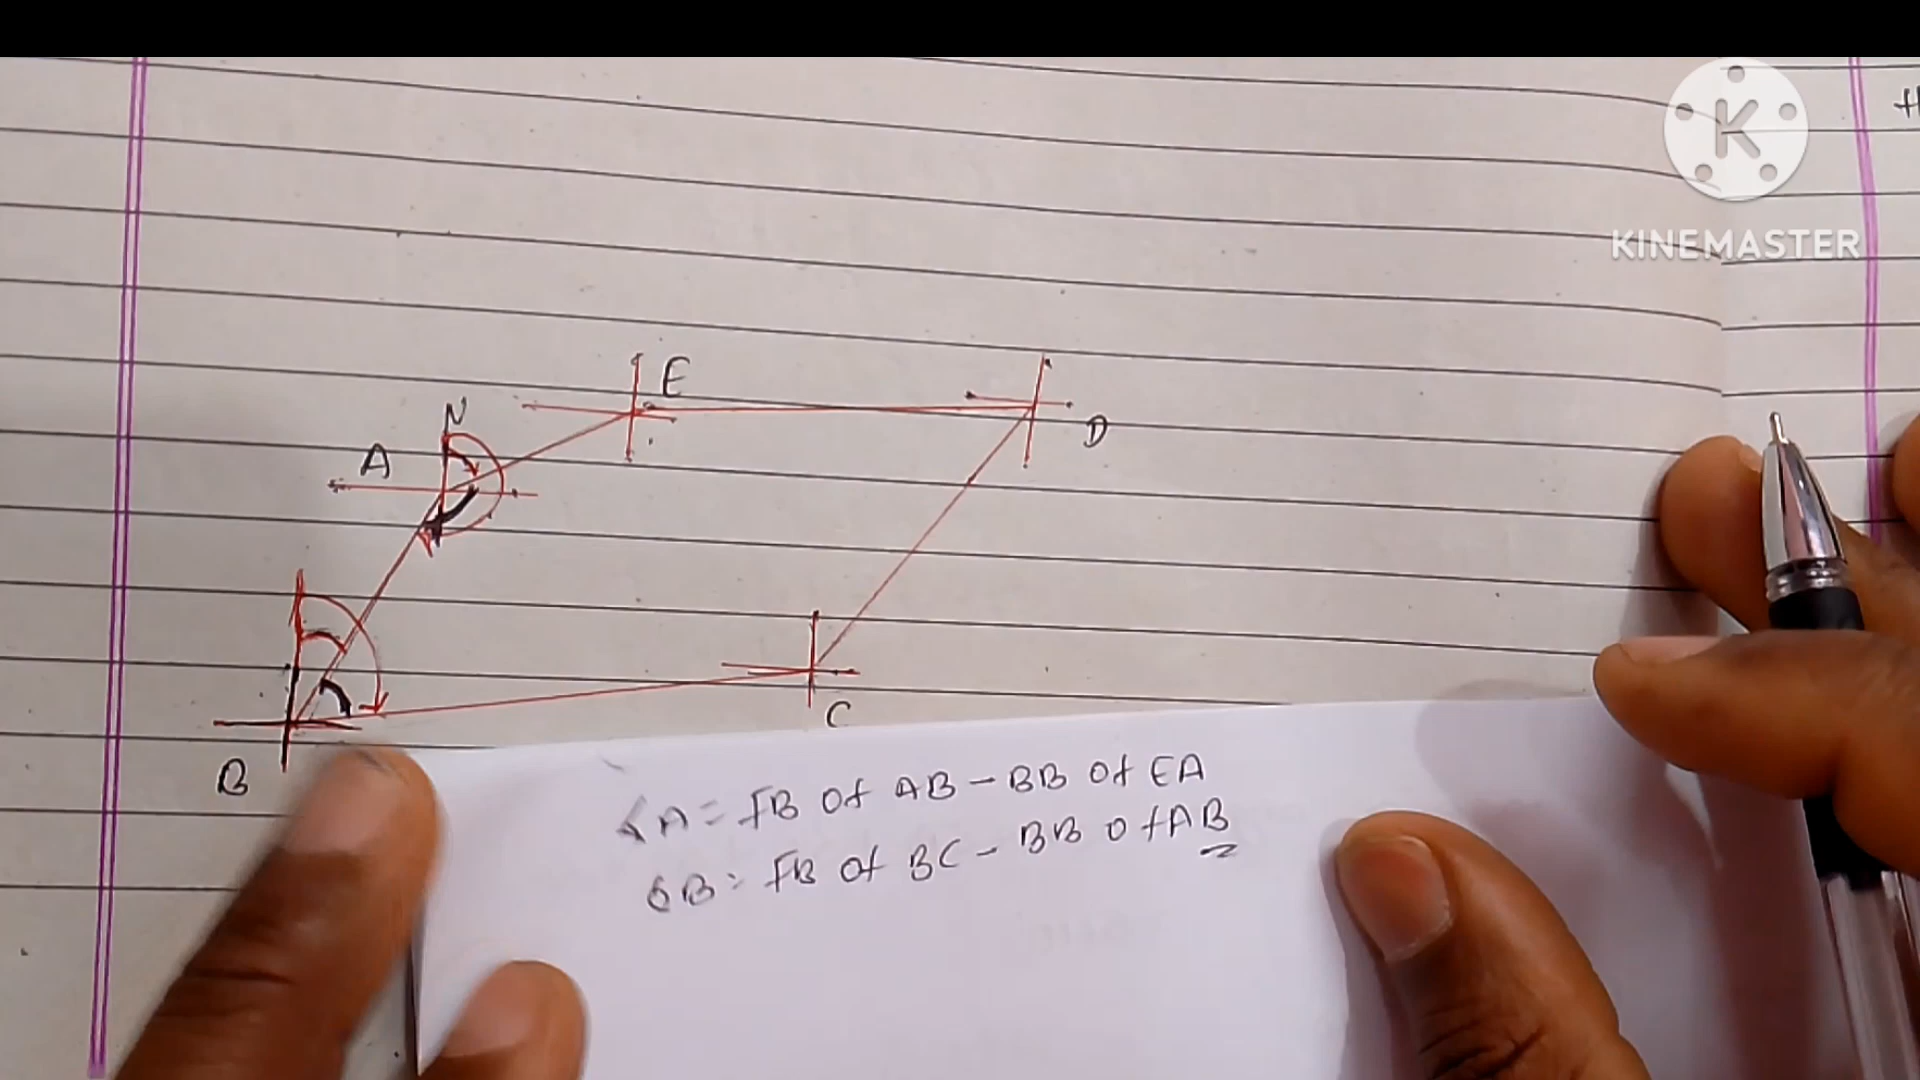 K
KINEMASTER
E
N
A
D
C
B
∠A = FB Of AB - BB Of EA
∠B = FB Of BC - BB Of AB